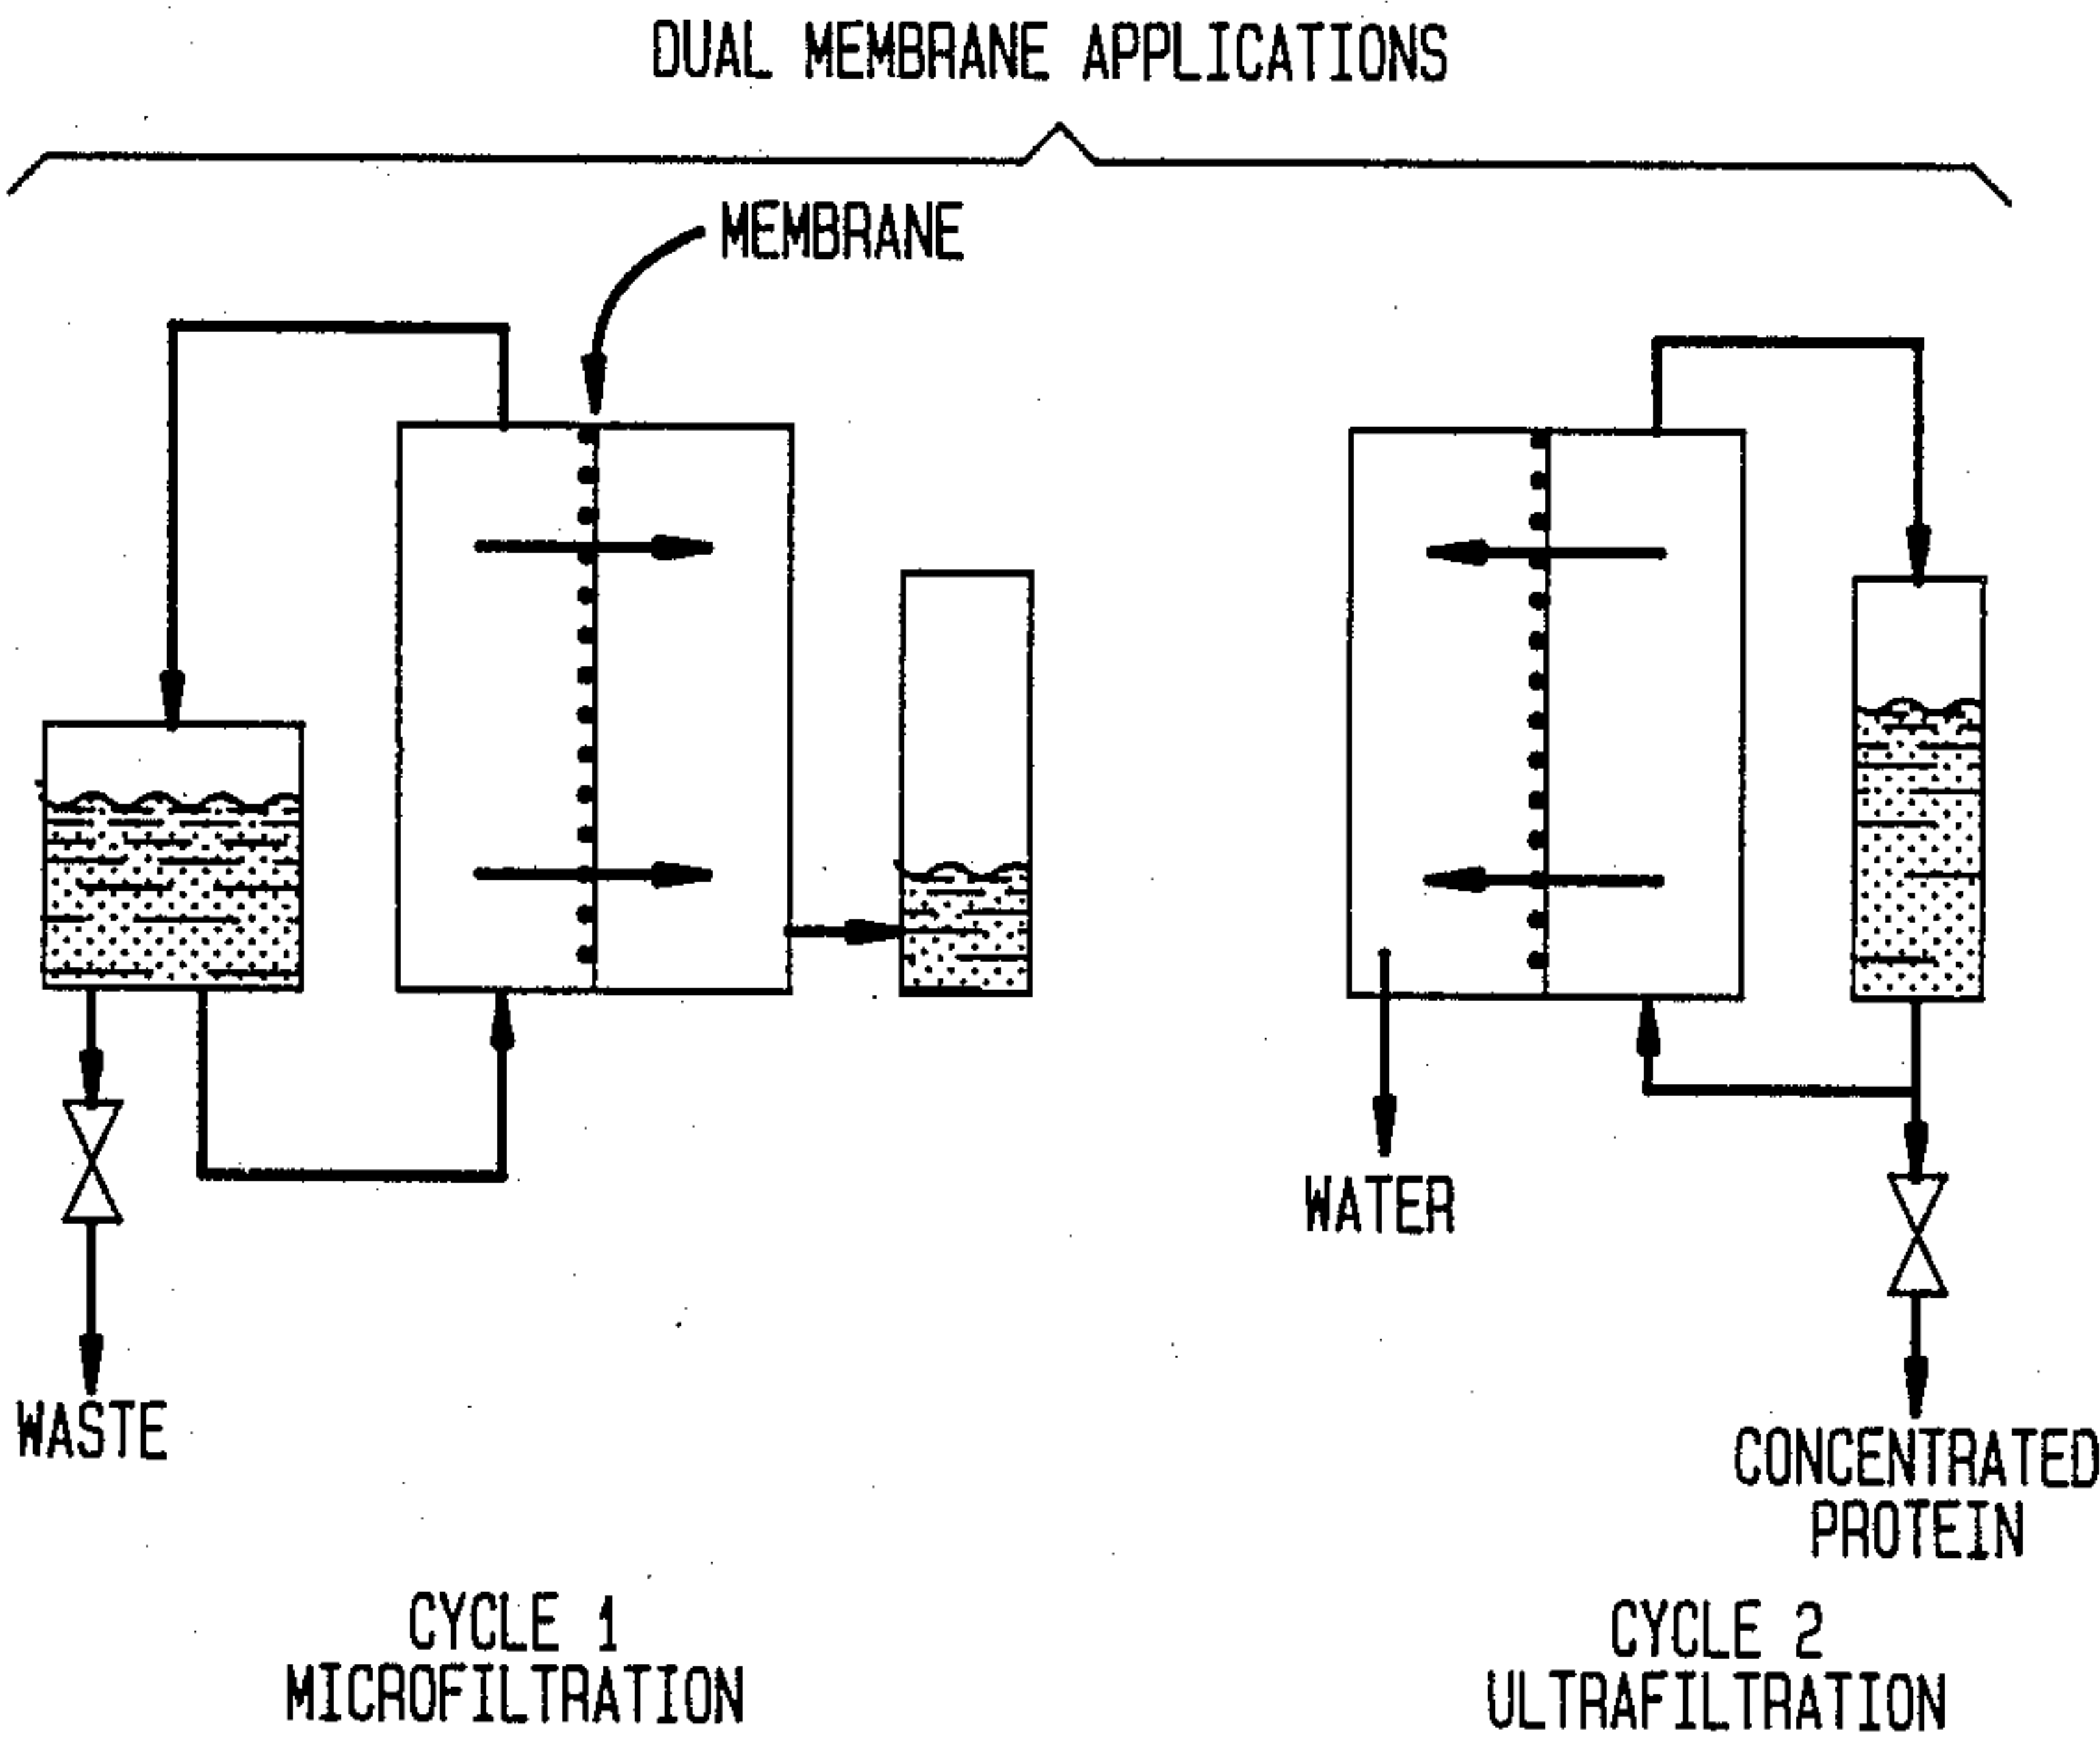 DUAL MEMBRANE APPLICATIONS
MEMBRANE
WATER
WASTE
CONCENTRATED
PROTEIN
CYCLE 1
MICROFILTRATION
CYCLE 2
ULTRAFILTRATION